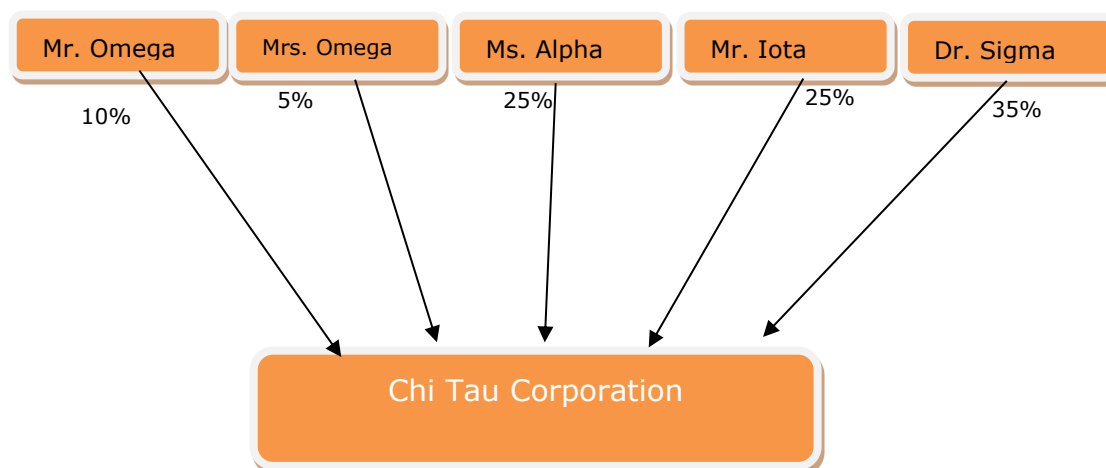 Mr. Omega
Mrs. Omega
Ms. Alpha
Mr. Iota
Dr. Sigma
10%
5%
25%
25%
35%
Chi Tau Corporation